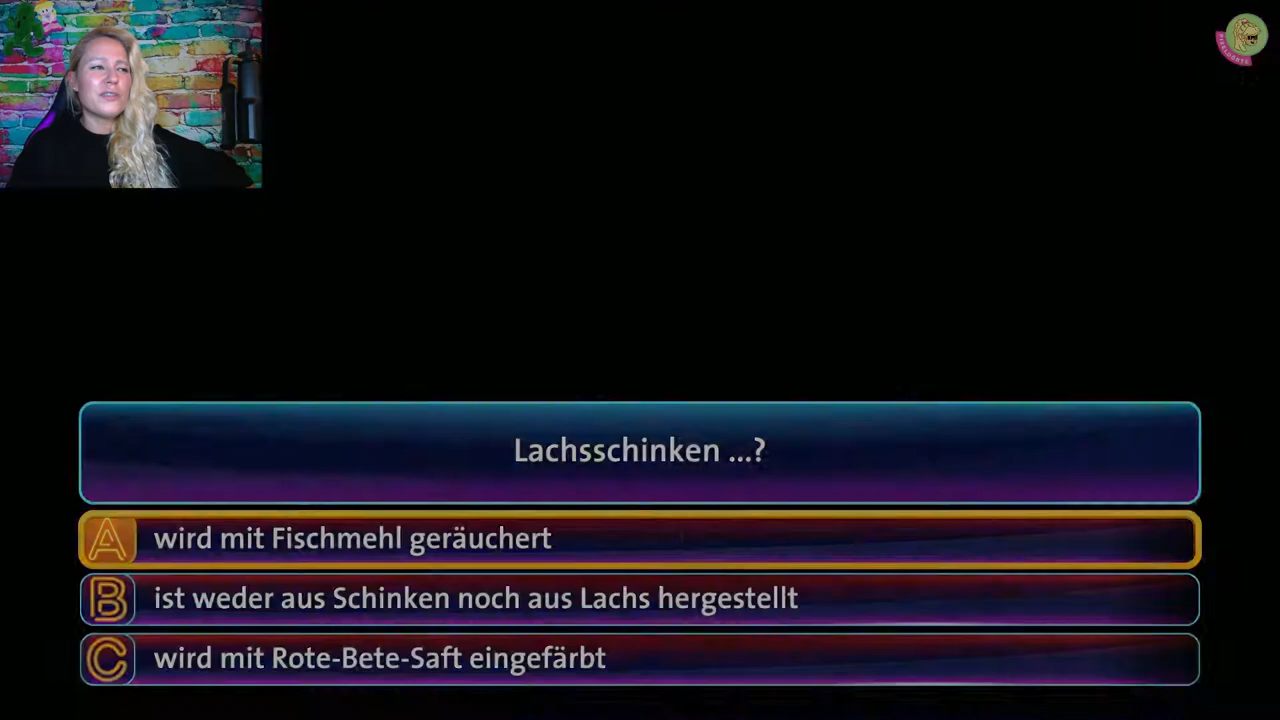 Lachsschinken ...?
A wird mit Fischmehl geräuchert
B ist weder aus Schinken noch aus Lachs hergestellt
C wird mit Rote-Bete-Saft eingefärbt